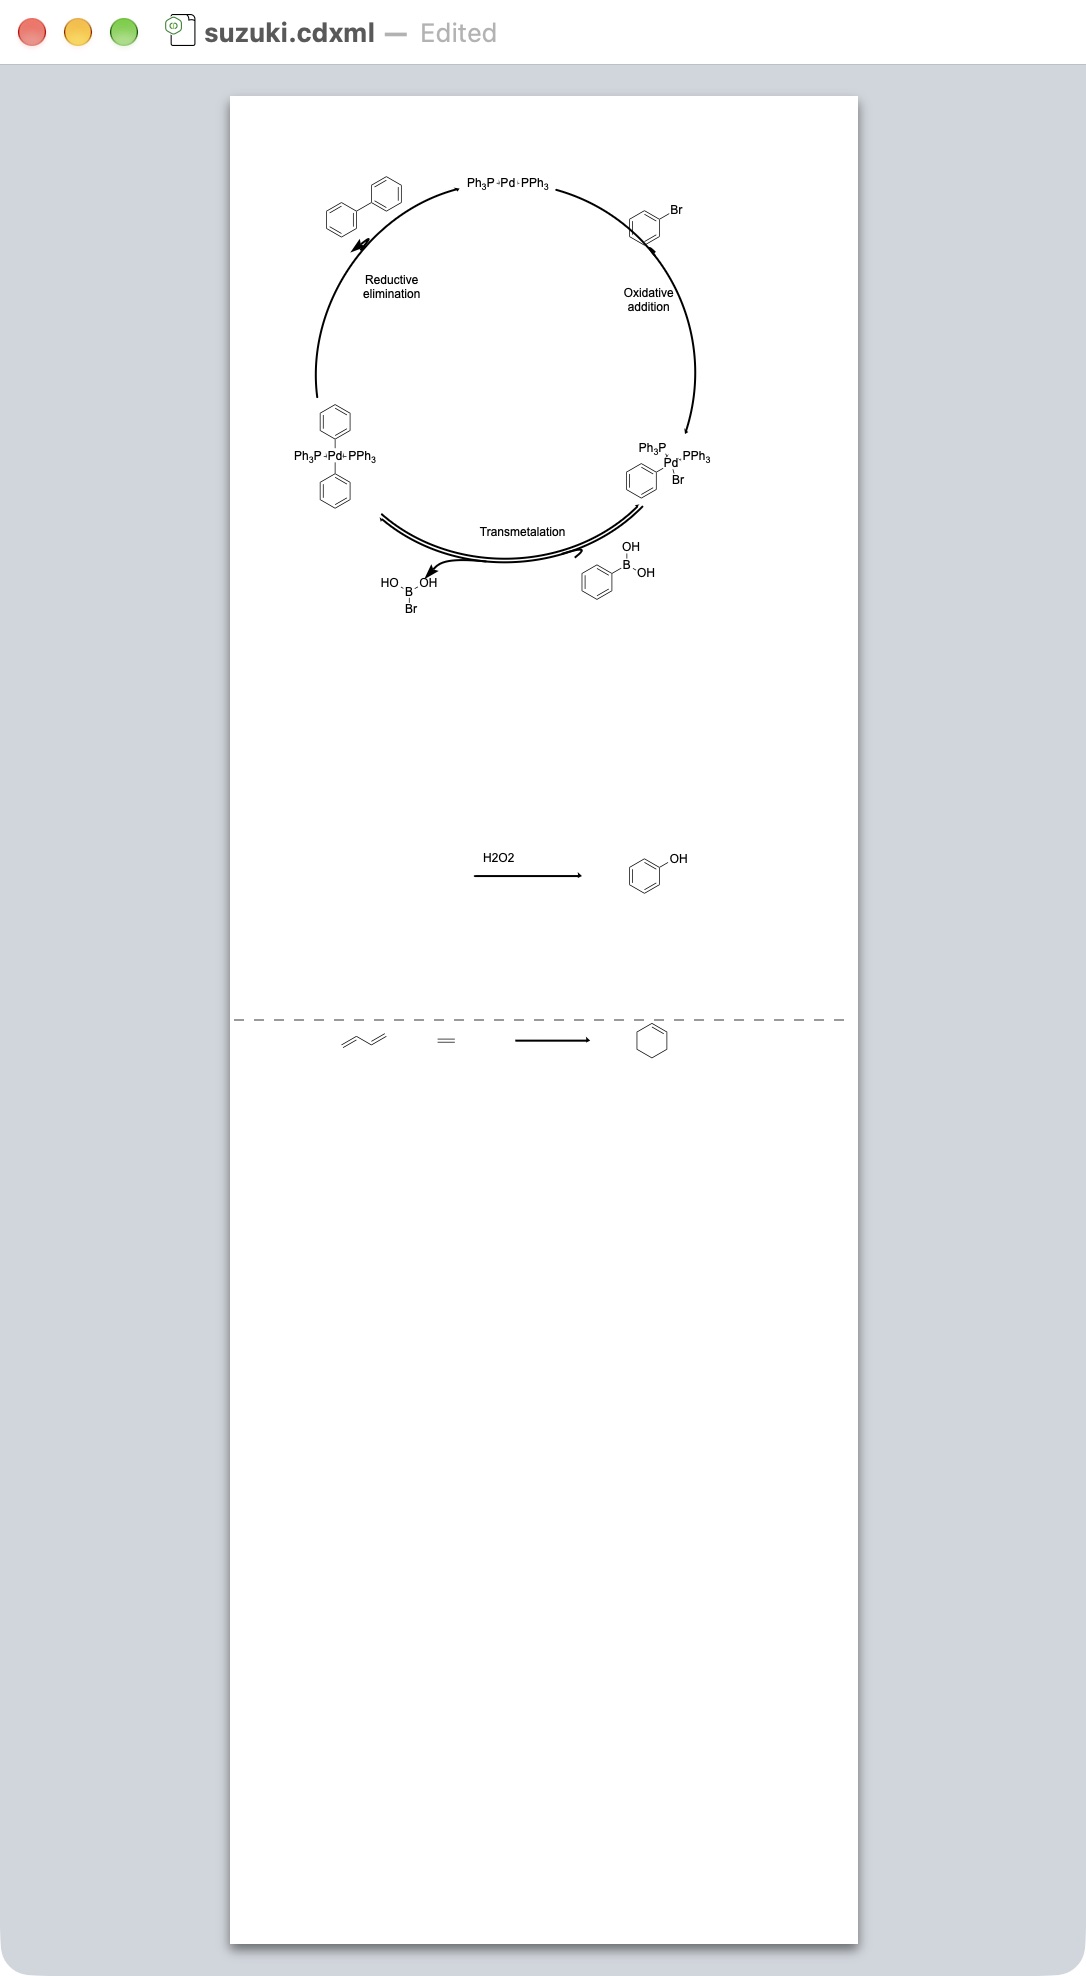 suzuki.cdxml — Edited
Ph₃P Pd PPh₃
Br
Reductive
elimination
Oxidative
addition
Ph₃P
Ph₃P Pd PPh₃
Pd PPh₃
Br
Transmetalation
OH
B
OH
HO OH
B
Br
H2O2
OH